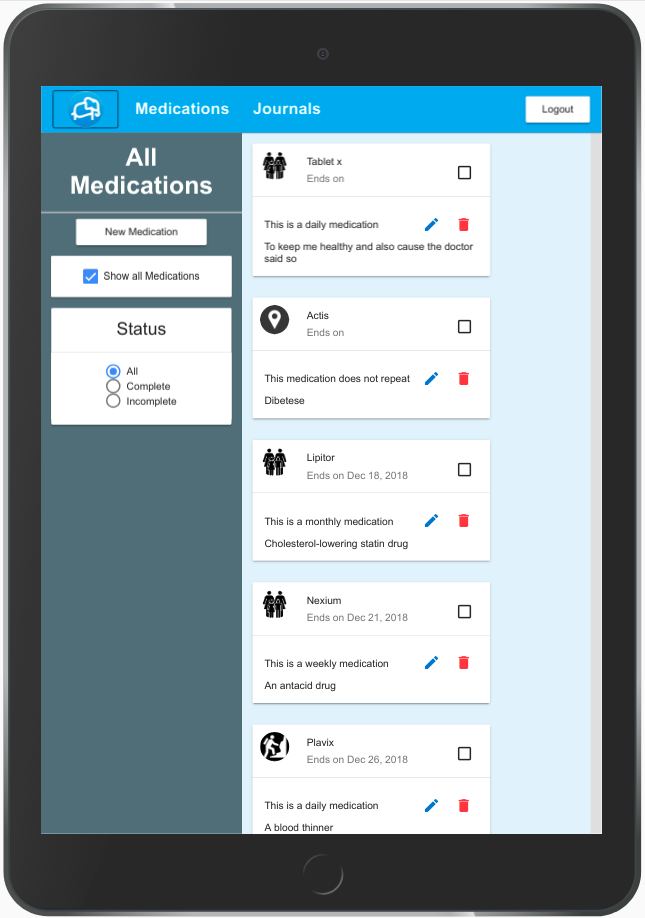 Medications
Journals
Logout
All
Medications
New Medication
Show all Medications
Status
All
Complete
Incomplete
Tablet x
Ends on
This is a daily medication
To keep me healthy and also cause the doctor
said so
Actis
Ends on
This medication does not repeat
Dibetese
Lipitor
Ends on Dec 18, 2018
This is a monthly medication
Cholesterol-lowering statin drug
Nexium
Ends on Dec 21, 2018
This is a weekly medication
An antacid drug
Plavix
Ends on Dec 26, 2018
This is a daily medication
A blood thinner